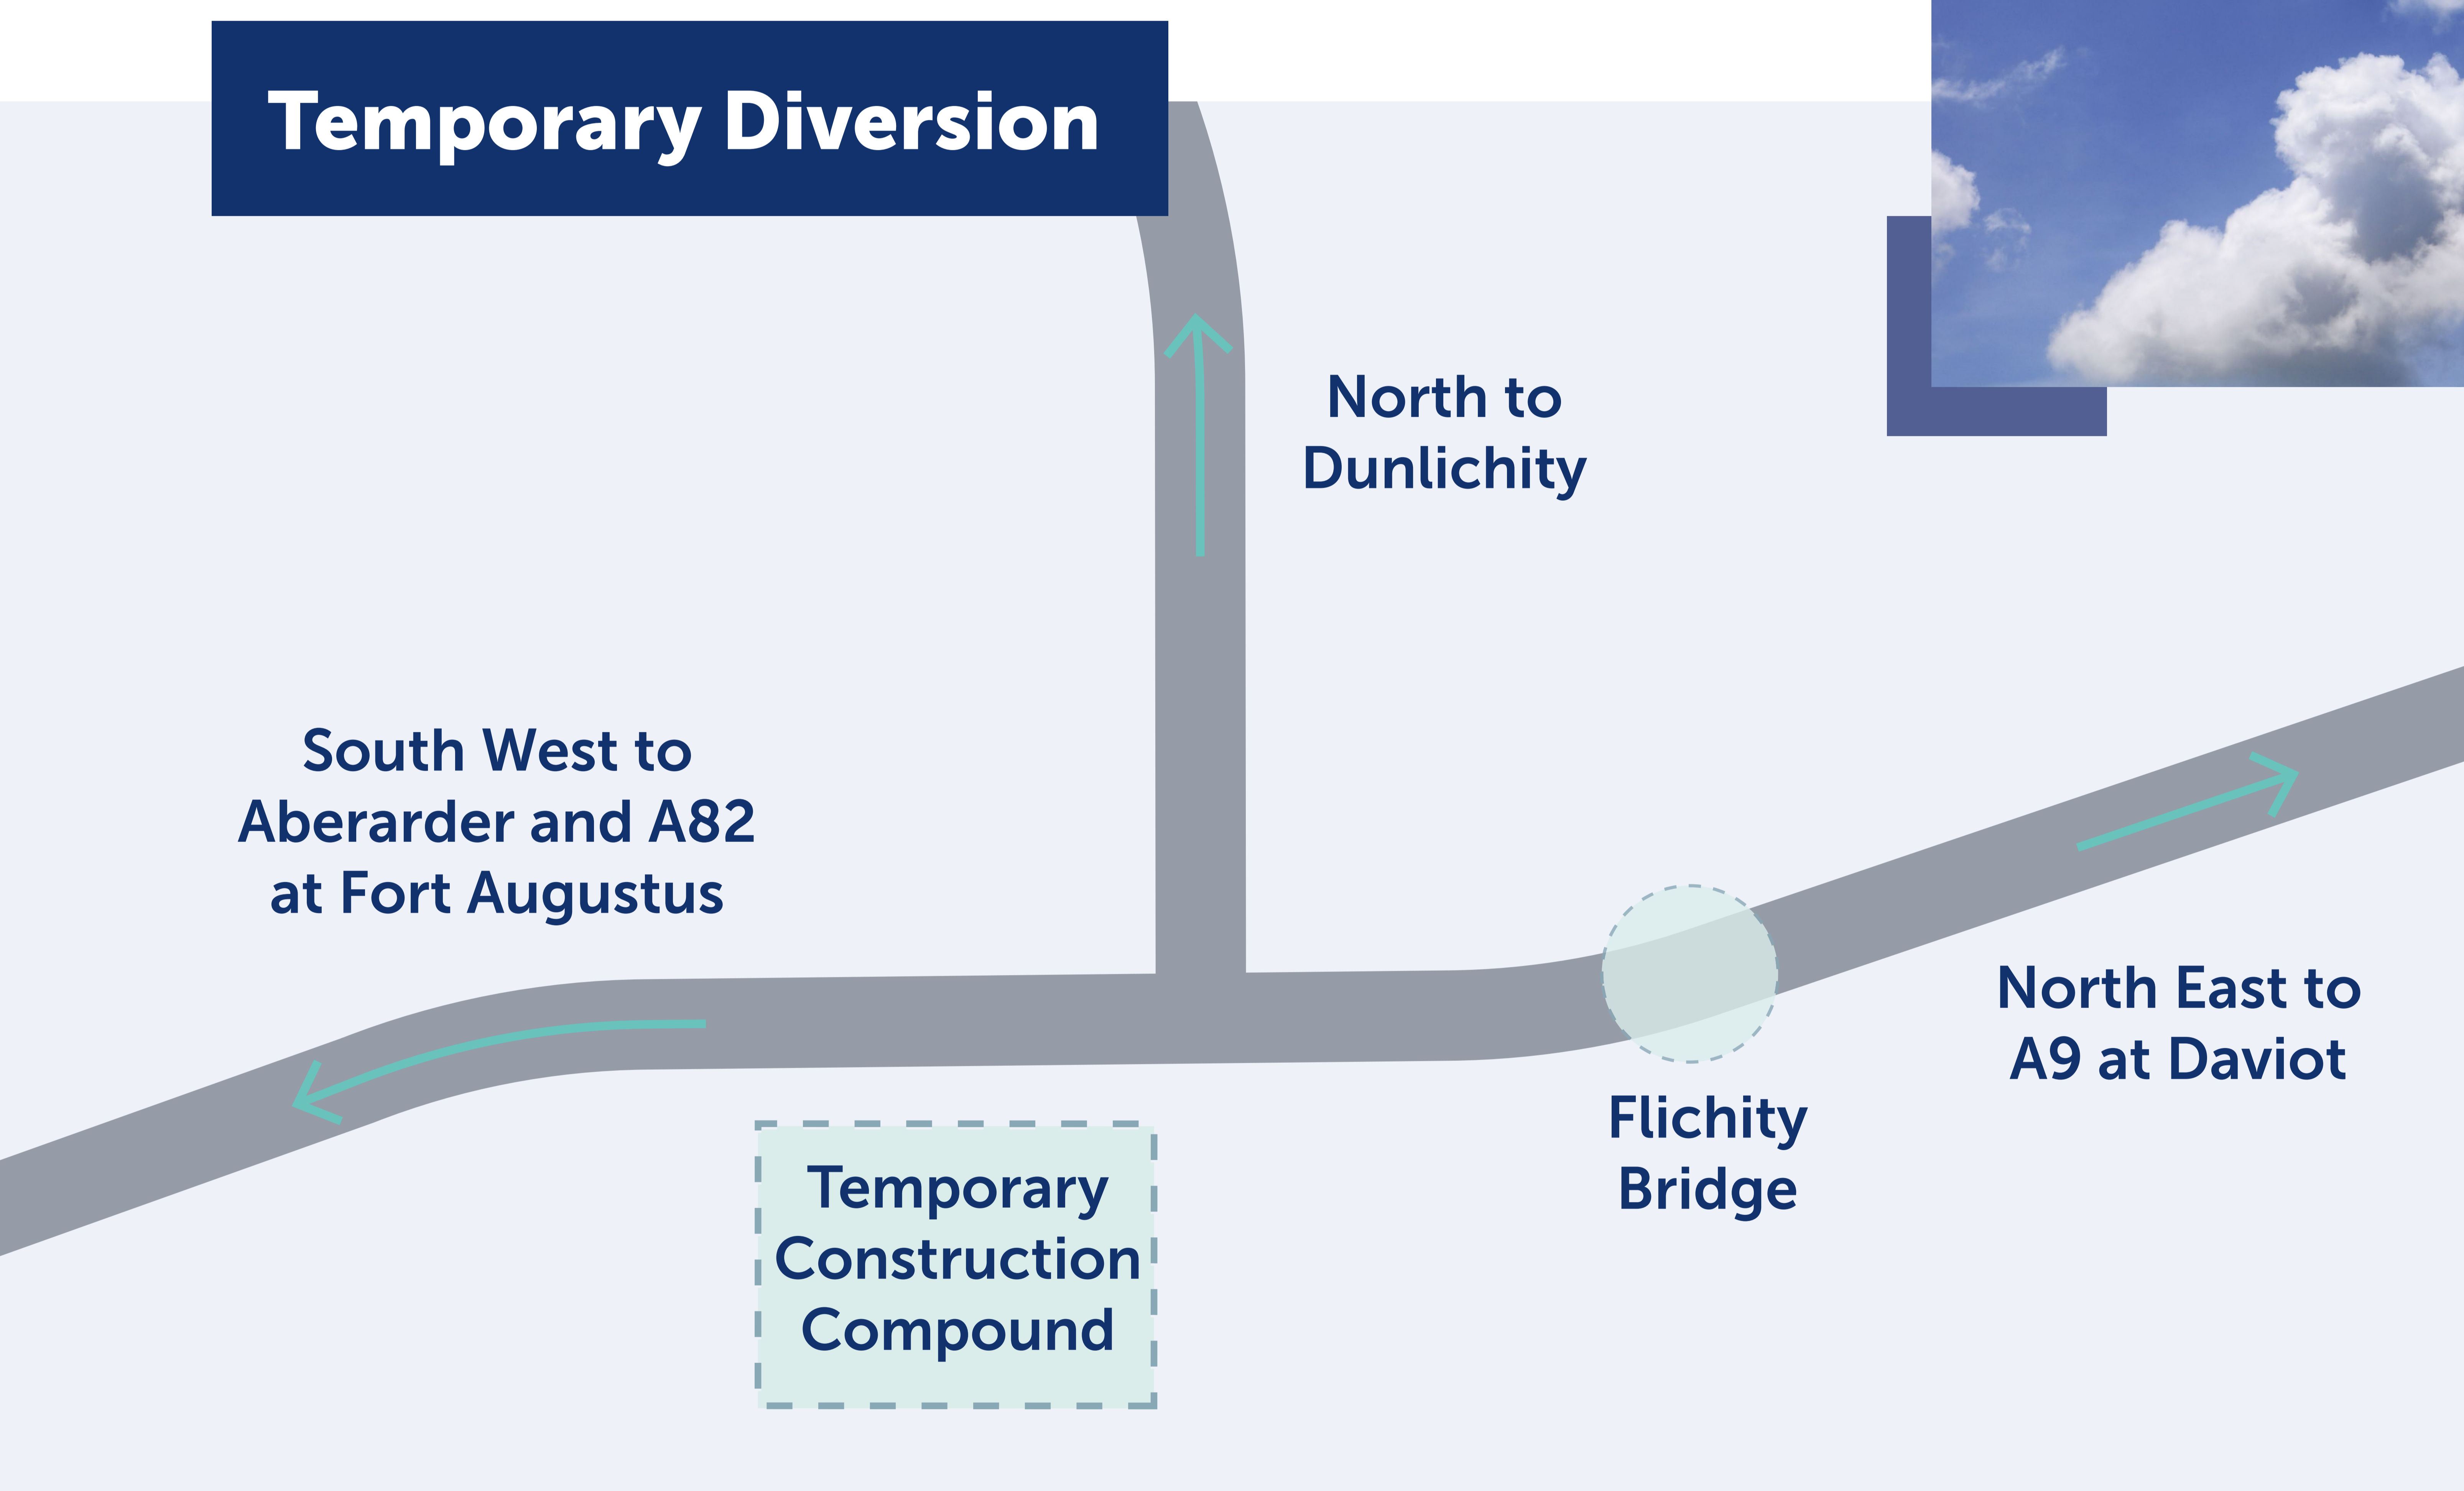 Temporary Diversion
North to
Dunlichity
South West to
Aberarder and A82
at Fort Augustus
North East to
A9 at Daviot
Flichity
Bridge
Temporary
Construction
Compound